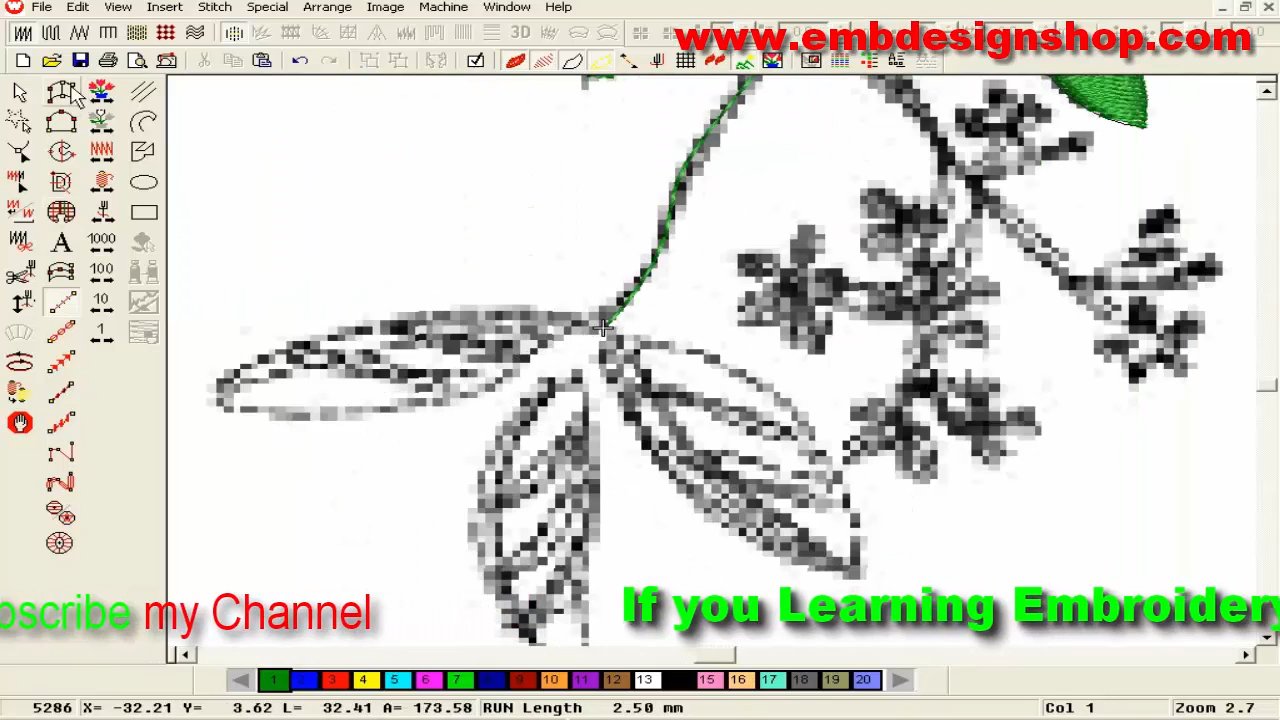 File Edit View Insert Stitch Special Arrange Image Machine Window Help
www.embdesignshop.com
3D
A 1000
100
10
1
bscribe my Channel
If you Learning Embroidery
1 2 3 4 5 6 7 8 9 10 11 12 13 15 16 17 18 19 20
5286 X= -32.21 Y= 3.62 L= 32.41 A= 173.58 RUN Length 2.50 mm Col 1 Zoom 2.7